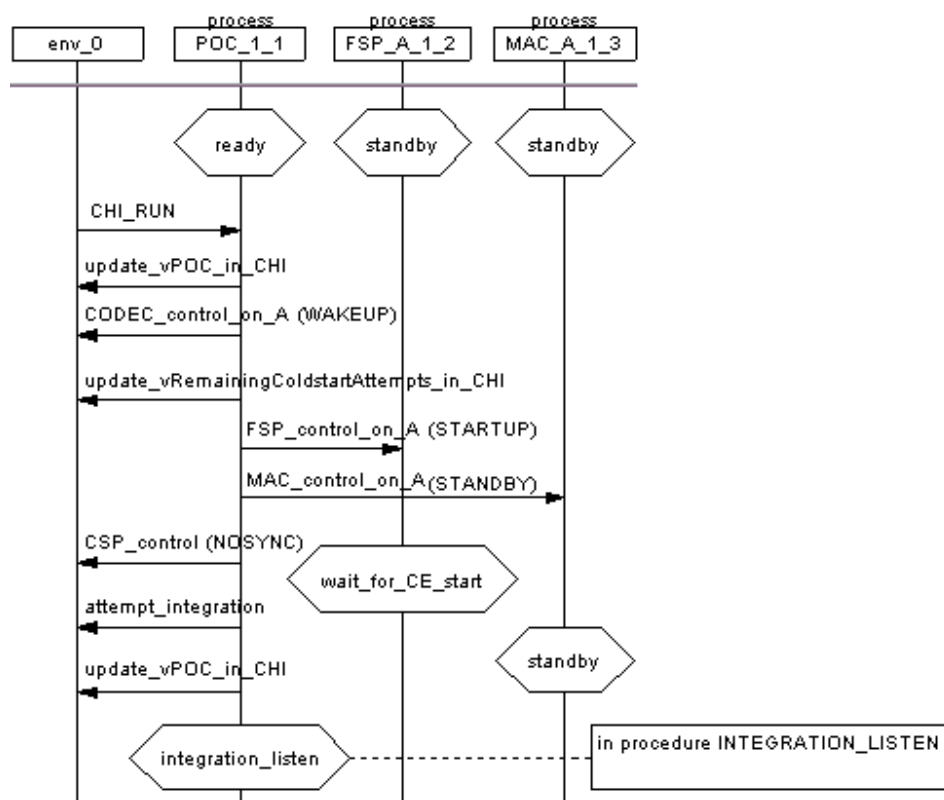 process process process
env_0 POC_1_1 FSP_A_1_2 MAC_A_1_3
ready standby standby
CHI_RUN
update_vPOC_in_CHI
CODEC_control_on_A (WAKEUP)
update_vRemainingColdstartAttempts_in_CHI
FSP_control_on_A (STARTUP)
MAC_control_on_A (STANDBY)
CSP_control (NOSYNC)
wait_for_CE_start
attempt_integration
standby
update_vPOC_in_CHI
in procedure INTEGRATION_LISTEN
integration_listen